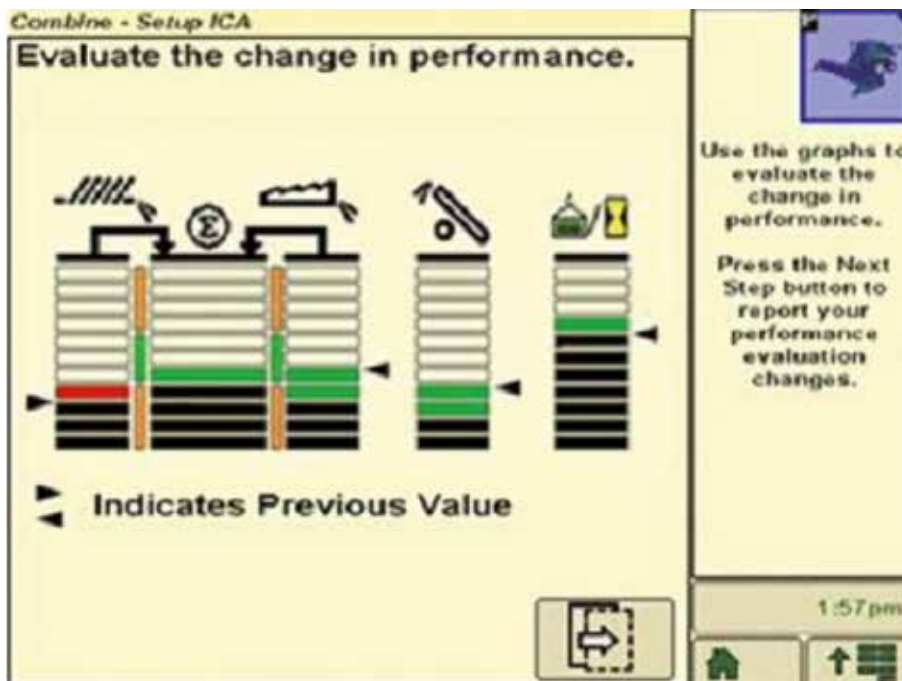 Combine - Setup ICA
Evaluate the change in performance.
Σ
Indicates Previous Value
Use the graphs to
evaluate the
change in
performance.
Press the Next
Step button to
report your
performance
evaluation
changes.
1:57pm